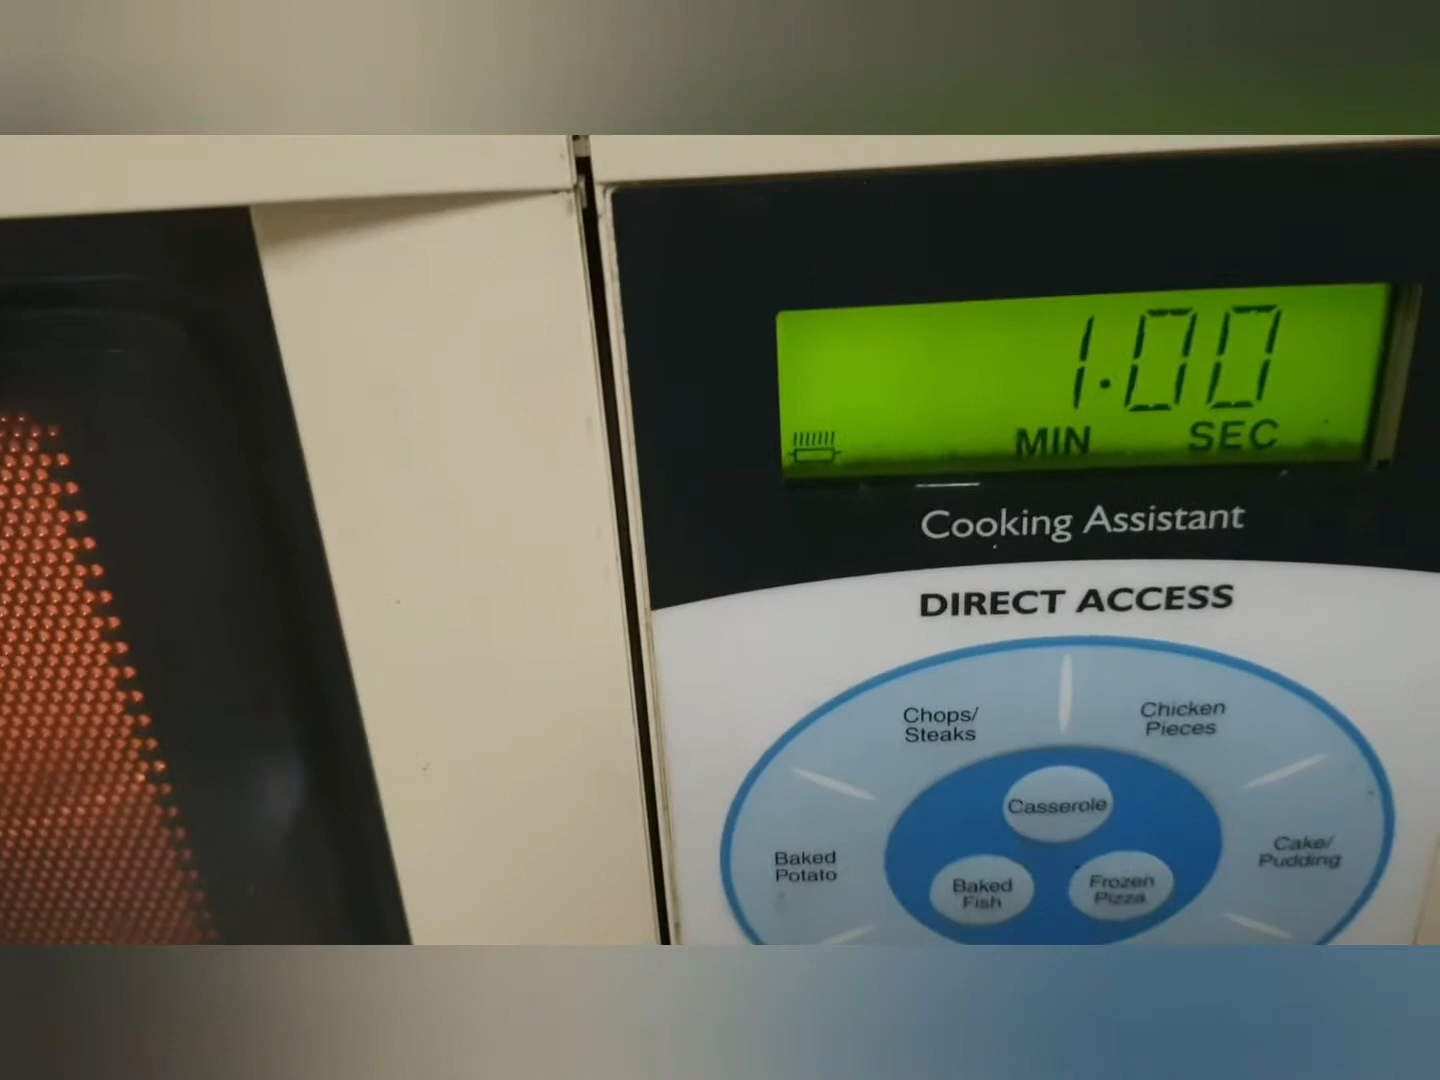 1.00
MIN SEC
Cooking Assistant
DIRECT ACCESS
Chops/
Steaks
Chicken
Pieces
Casserole
Baked
Potato
Cake/
Pudding
Baked
Fish
Frozen
Pizza